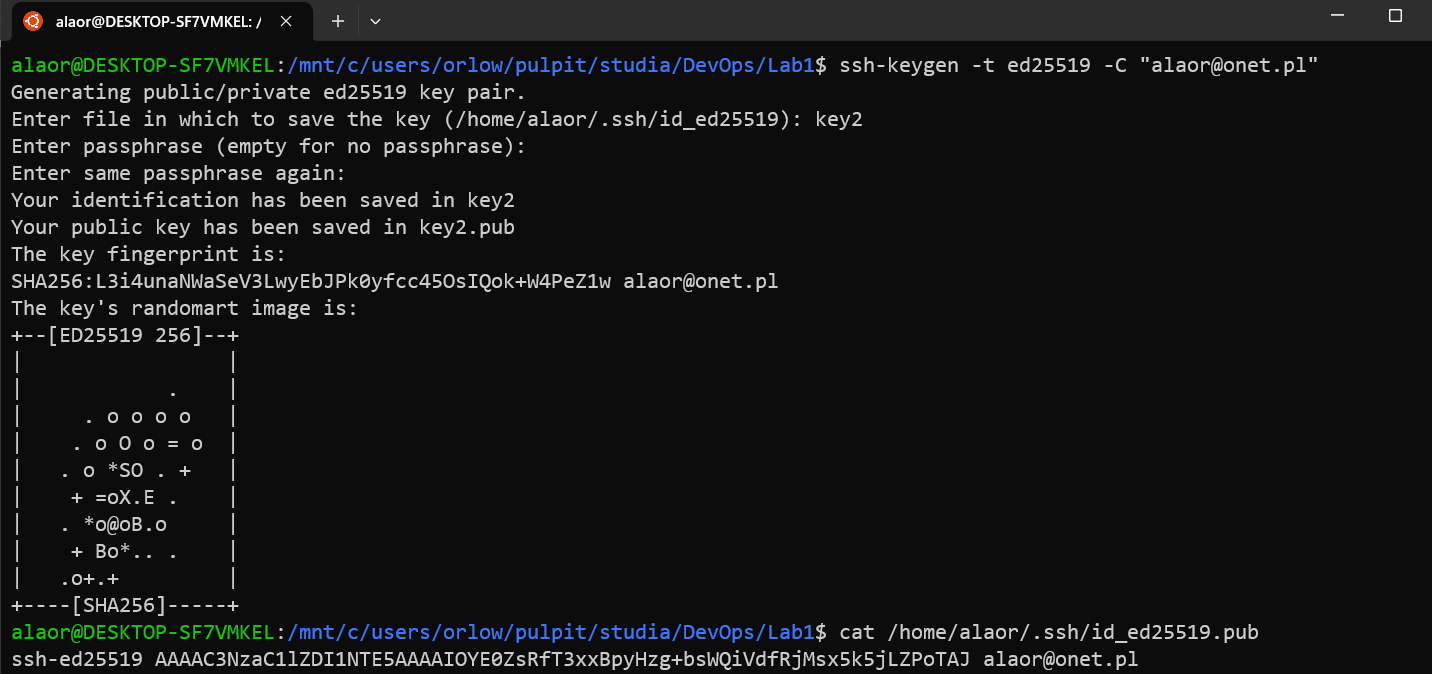 alaor@DESKTOP-SF7VMKEL: /
alaor@DESKTOP-SF7VMKEL:/mnt/c/users/orlow/pulpit/studia/DevOps/Lab1$ ssh-keygen -t ed25519 -C "alaor@onet.pl"
Generating public/private ed25519 key pair.
Enter file in which to save the key (/home/alaor/.ssh/id_ed25519): key2
Enter passphrase (empty for no passphrase):
Enter same passphrase again:
Your identification has been saved in key2
Your public key has been saved in key2.pub
The key fingerprint is:
SHA256:L3i4unaNWaSeV3LwyEbJPk0yfcc45OsIQok+W4PeZ1w alaor@onet.pl
The key's randomart image is:
+--[ED25519 256]--+
|                 |
|            .    |
|     . o o o o   |
|    . o O o = o  |
|   . o *SO . +   |
|    + =oX.E .    |
|   . *o@oB.o     |
|    + Bo*.. .    |
|   .o+.+         |
+----[SHA256]-----+
alaor@DESKTOP-SF7VMKEL:/mnt/c/users/orlow/pulpit/studia/DevOps/Lab1$ cat /home/alaor/.ssh/id_ed25519.pub
ssh-ed25519 AAAAC3NzaC1lZDI1NTE5AAAAIOYE0ZsRfT3xxBpyHzg+bsWQiVdfRjMsx5k5jLZPoTAJ alaor@onet.pl